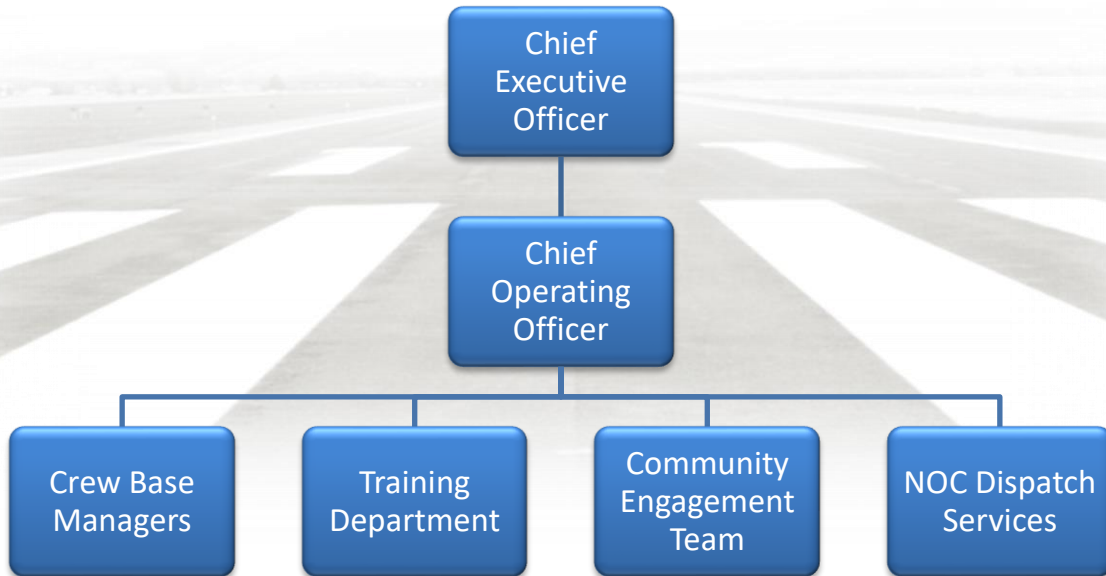 Chief
Executive
Officer
Chief
Operating
Officer
Crew Base
Managers
Training
Department
Community
Engagement
Team
NOC Dispatch
Services